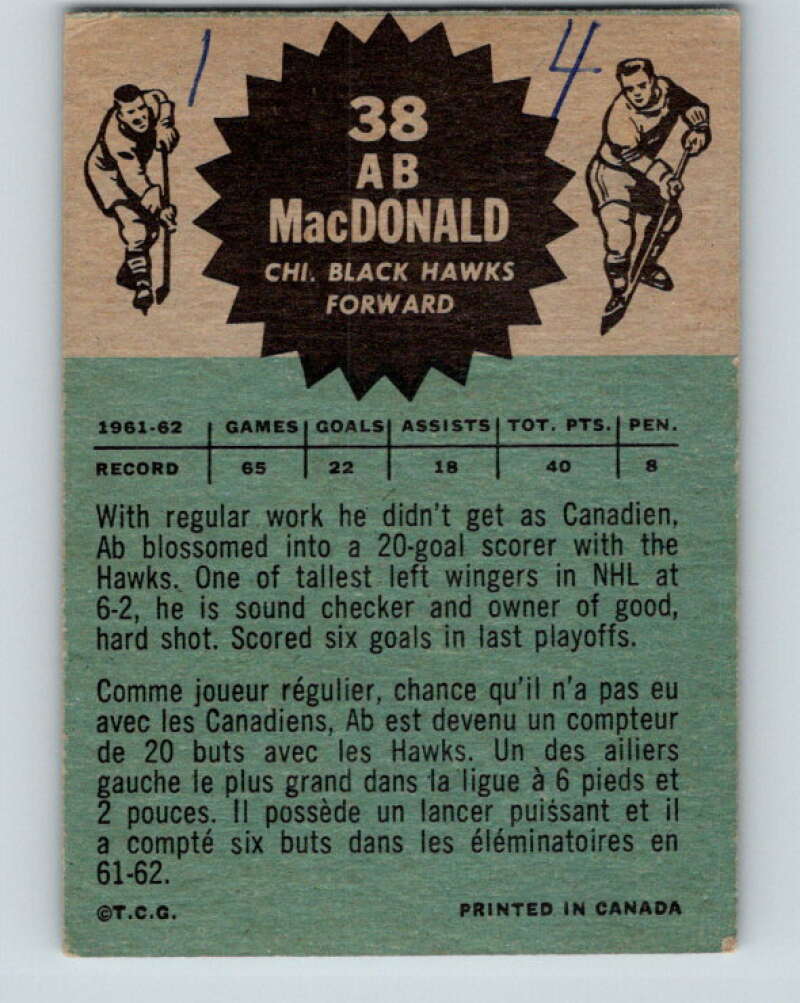 1 4
38
AB
MacDONALD
CHI. BLACK HAWKS
FORWARD
1961-62 GAMES GOALS ASSISTS TOT. PTS. PEN.
RECORD 65 22 18 40 8
With regular work he didn't get as Canadien,
Ab blossomed into a 20-goal scorer with the
Hawks. One of tallest left wingers in NHL at
6-2, he is sound checker and owner of good,
hard shot. Scored six goals in last playoffs.
Comme joueur régulier, chance qu'il n'a pas eu
avec les Canadiens, Ab est devenu un compteur
de 20 buts avec les Hawks. Un des ailiers
gauche le plus grand dans la ligue à 6 pieds et
2 pouces. Il possède un lancer puissant et il
a compté six buts dans les éléminatoires en
61-62.
©T.C.G. PRINTED IN CANADA